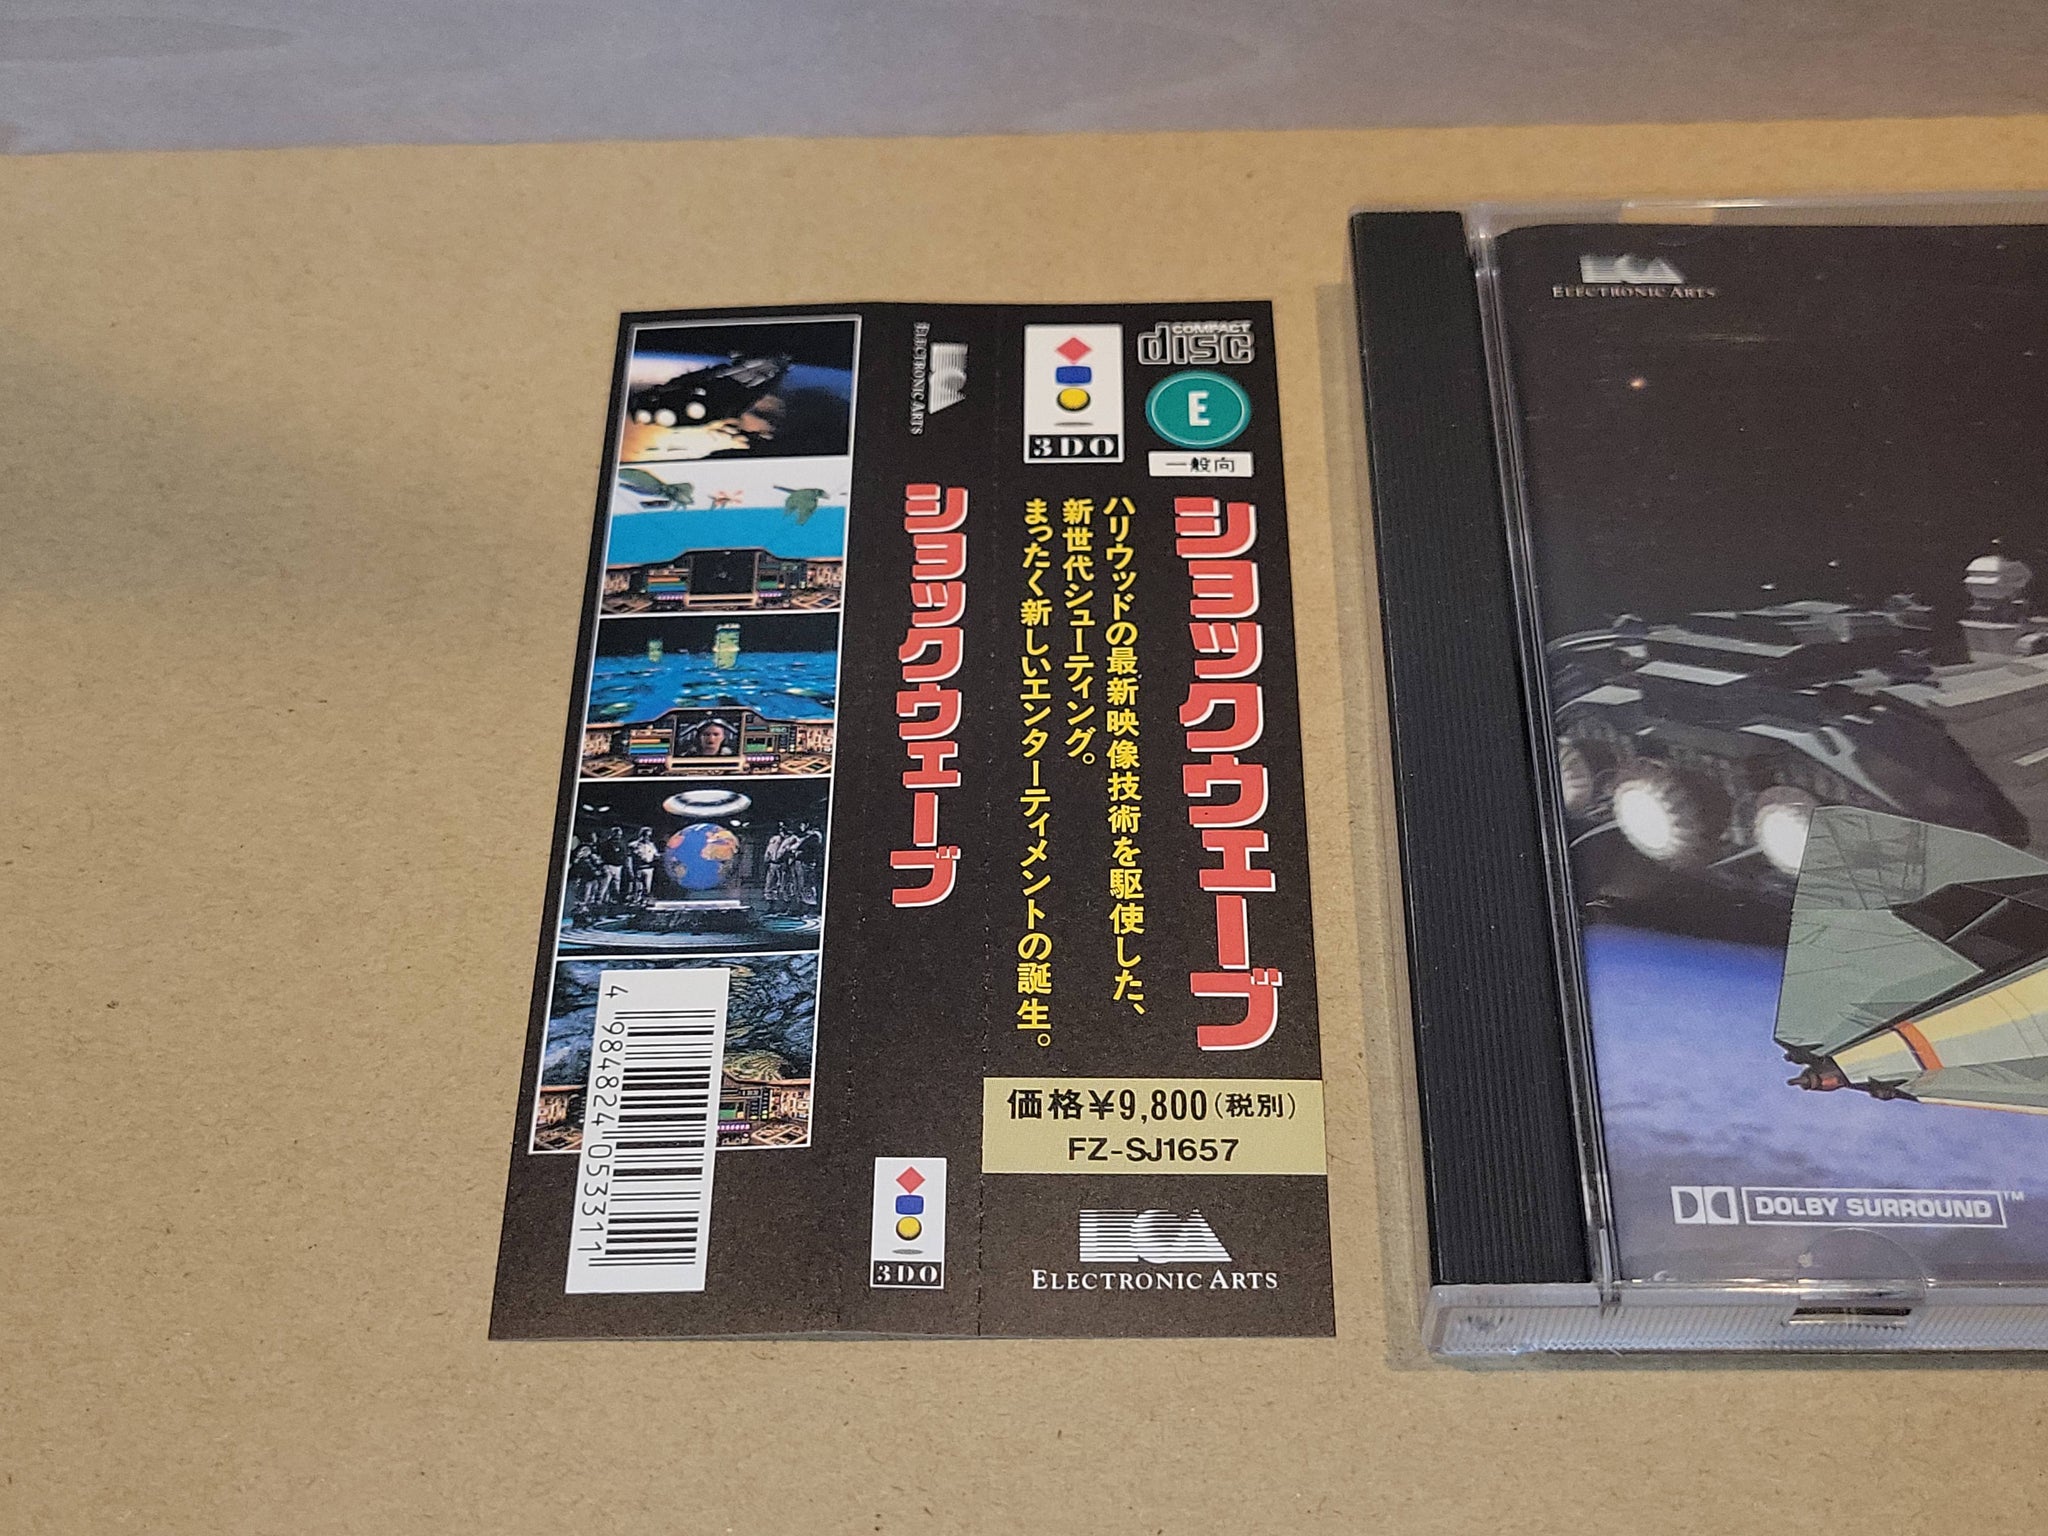 ELECTRONIC ARTS
ショックウェーブ
3DO
4 984824 053311
3DO
COMPACT
disc
E
一般向
ショックウェーブ
ハリウッドの最新映像技術を駆使した、
新世代シューティング。
まったく新しいエンターティメントの誕生。
価格¥9,800(税別)
FZ-SJ1657
ELECTRONIC ARTS
ELECTRONIC ARTS
DOLBY SURROUND™